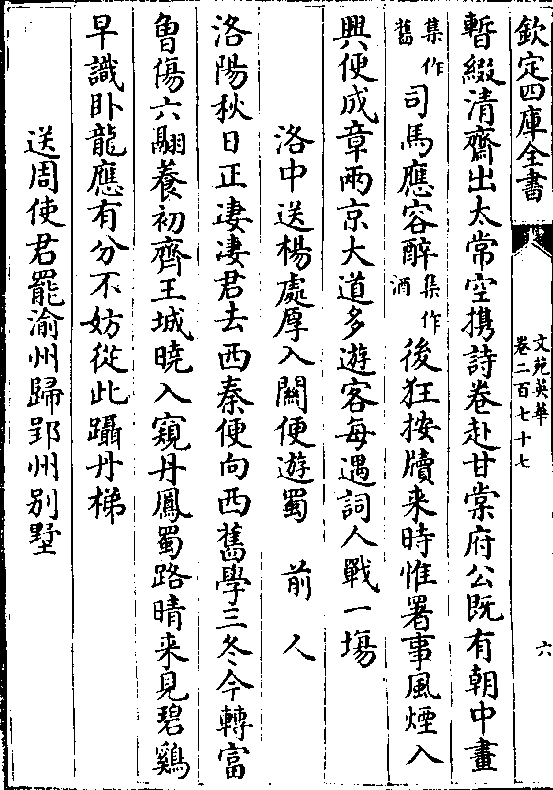 欽定四庫全書
文苑英華
卷二百七十七
六
暫綴清齋出太常空攜詩卷赴甘棠府公既有朝中畫
集作舊
司馬應容醉
集作酒
後狂按牘来時惟署事風煙入
興便成章兩京大道多遊客每遇詞人戰一塲
洛中送楊處厚入關便遊蜀 前人
洛陽秋日正凄凄君去西秦便向西舊學三冬今轉富
魯傷六翮養初齊王城曉入窺丹鳳蜀路晴来見碧鷄
早識卧龍應有分不妨從此躡丹梯
送周使君罷渝州歸郢州别墅